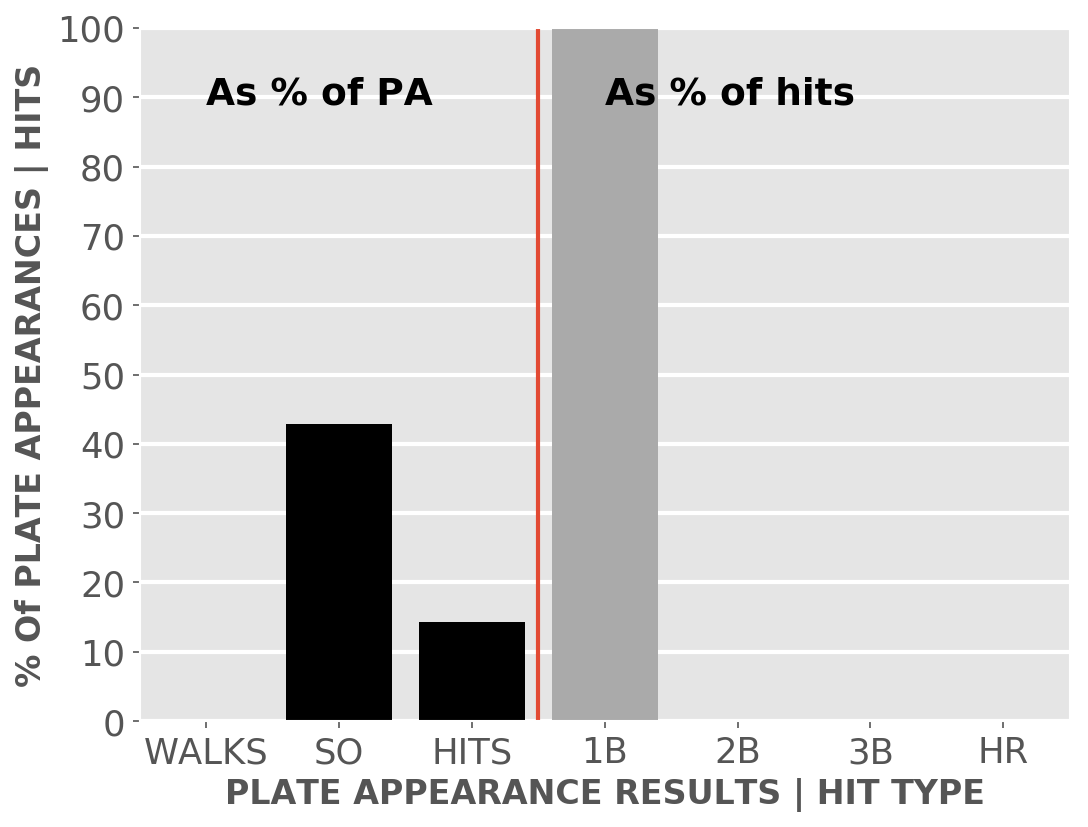 % Of PLATE APPEARANCES | HITS
100
90
80
70
60
50
40
30
20
10
0
As % of PA
As % of hits
WALKS SO HITS 1B 2B 3B HR
PLATE APPEARANCE RESULTS | HIT TYPE